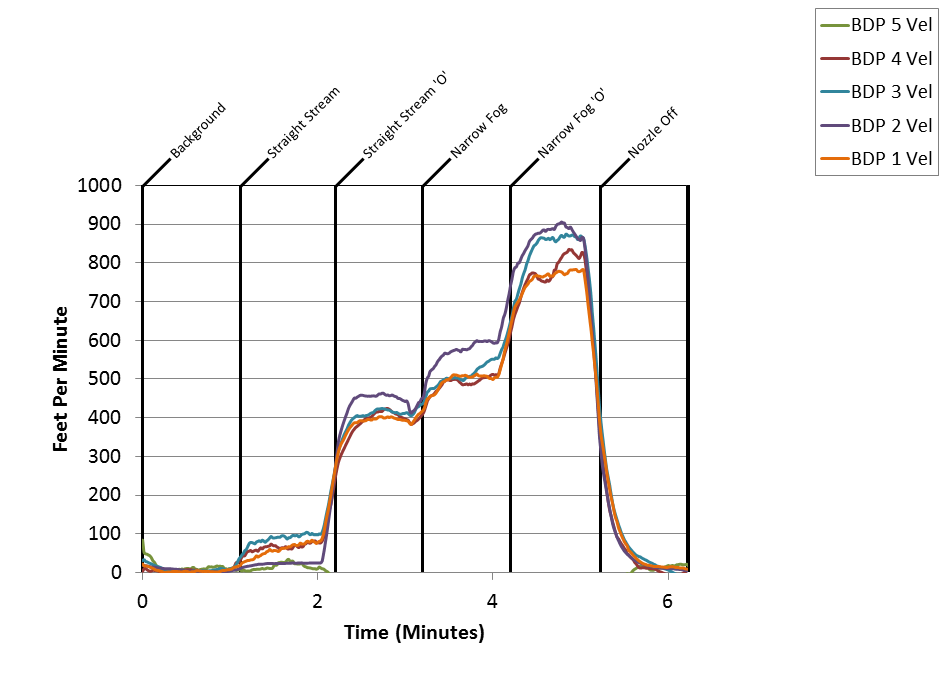 BDP 5 Vel
BDP 4 Vel
BDP 3 Vel
BDP 2 Vel
BDP 1 Vel
Background
Straight Stream
Straight Stream 'O'
Narrow Fog
Narrow Fog 'O'
Nozzle Off
1000
900
800
700
600
500
400
300
200
100
0
Feet Per Minute
0 2 4 6
Time (Minutes)